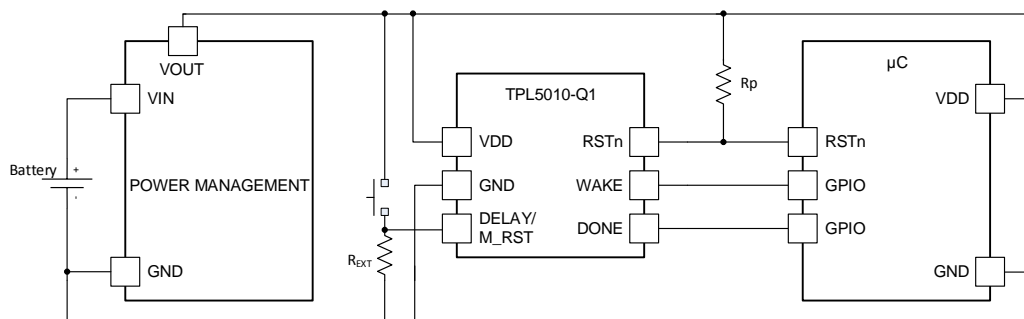 VOUT
VIN
Battery
+
-
POWER MANAGEMENT
GND
TPL5010-Q1
VDD
GND
DELAY/
M_RST
RSTn
WAKE
DONE
REXT
Rp
µC
VDD
RSTn
GPIO
GPIO
GND